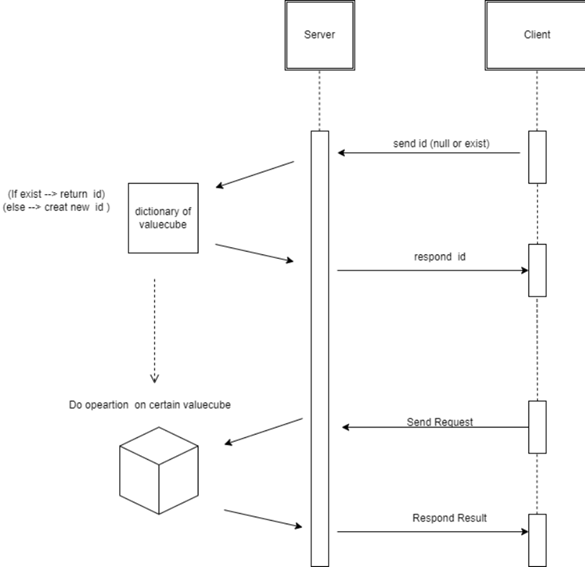 Server
Client
send id (null or exist)
(If exist --> return  id)
(else --> creat new  id )
dictionary of
valuecube
respond  id
Do opeartion  on certain valuecube
Send Request
Respond Result